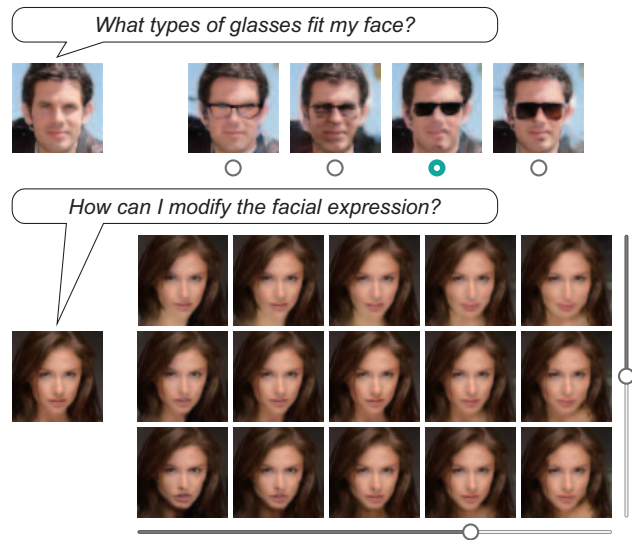 What types of glasses fit my face?
How can I modify the facial expression?